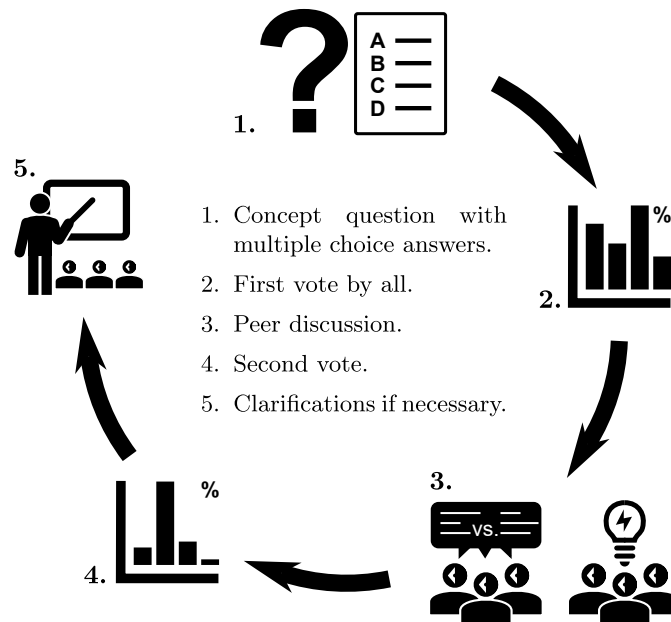 1.
A
B
C
D
5.
1. Concept question with
multiple choice answers.
2. First vote by all.
3. Peer discussion.
4. Second vote.
5. Clarifications if necessary.
%
2.
3.
vs.
%
4.